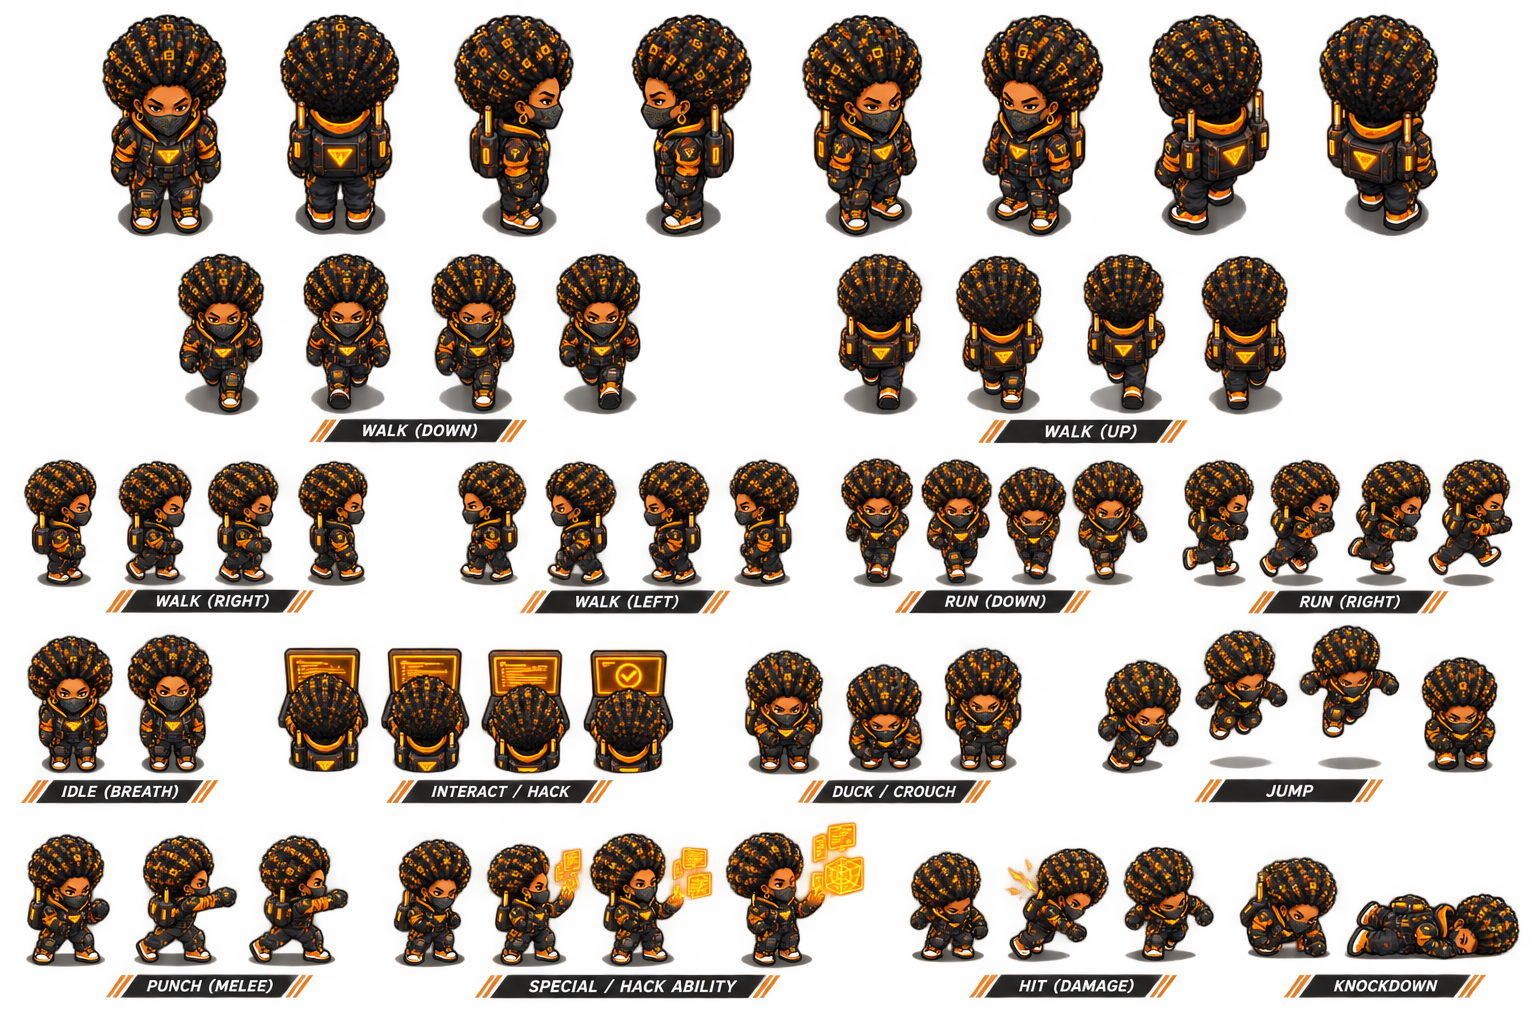 WALK (DOWN)
WALK (UP)
WALK (RIGHT)
WALK (LEFT)
RUN (DOWN)
RUN (RIGHT)
IDLE (BREATH)
INTERACT / HACK
DUCK / CROUCH
JUMP
PUNCH (MELEE)
SPECIAL / HACK ABILITY
HIT (DAMAGE)
KNOCKDOWN